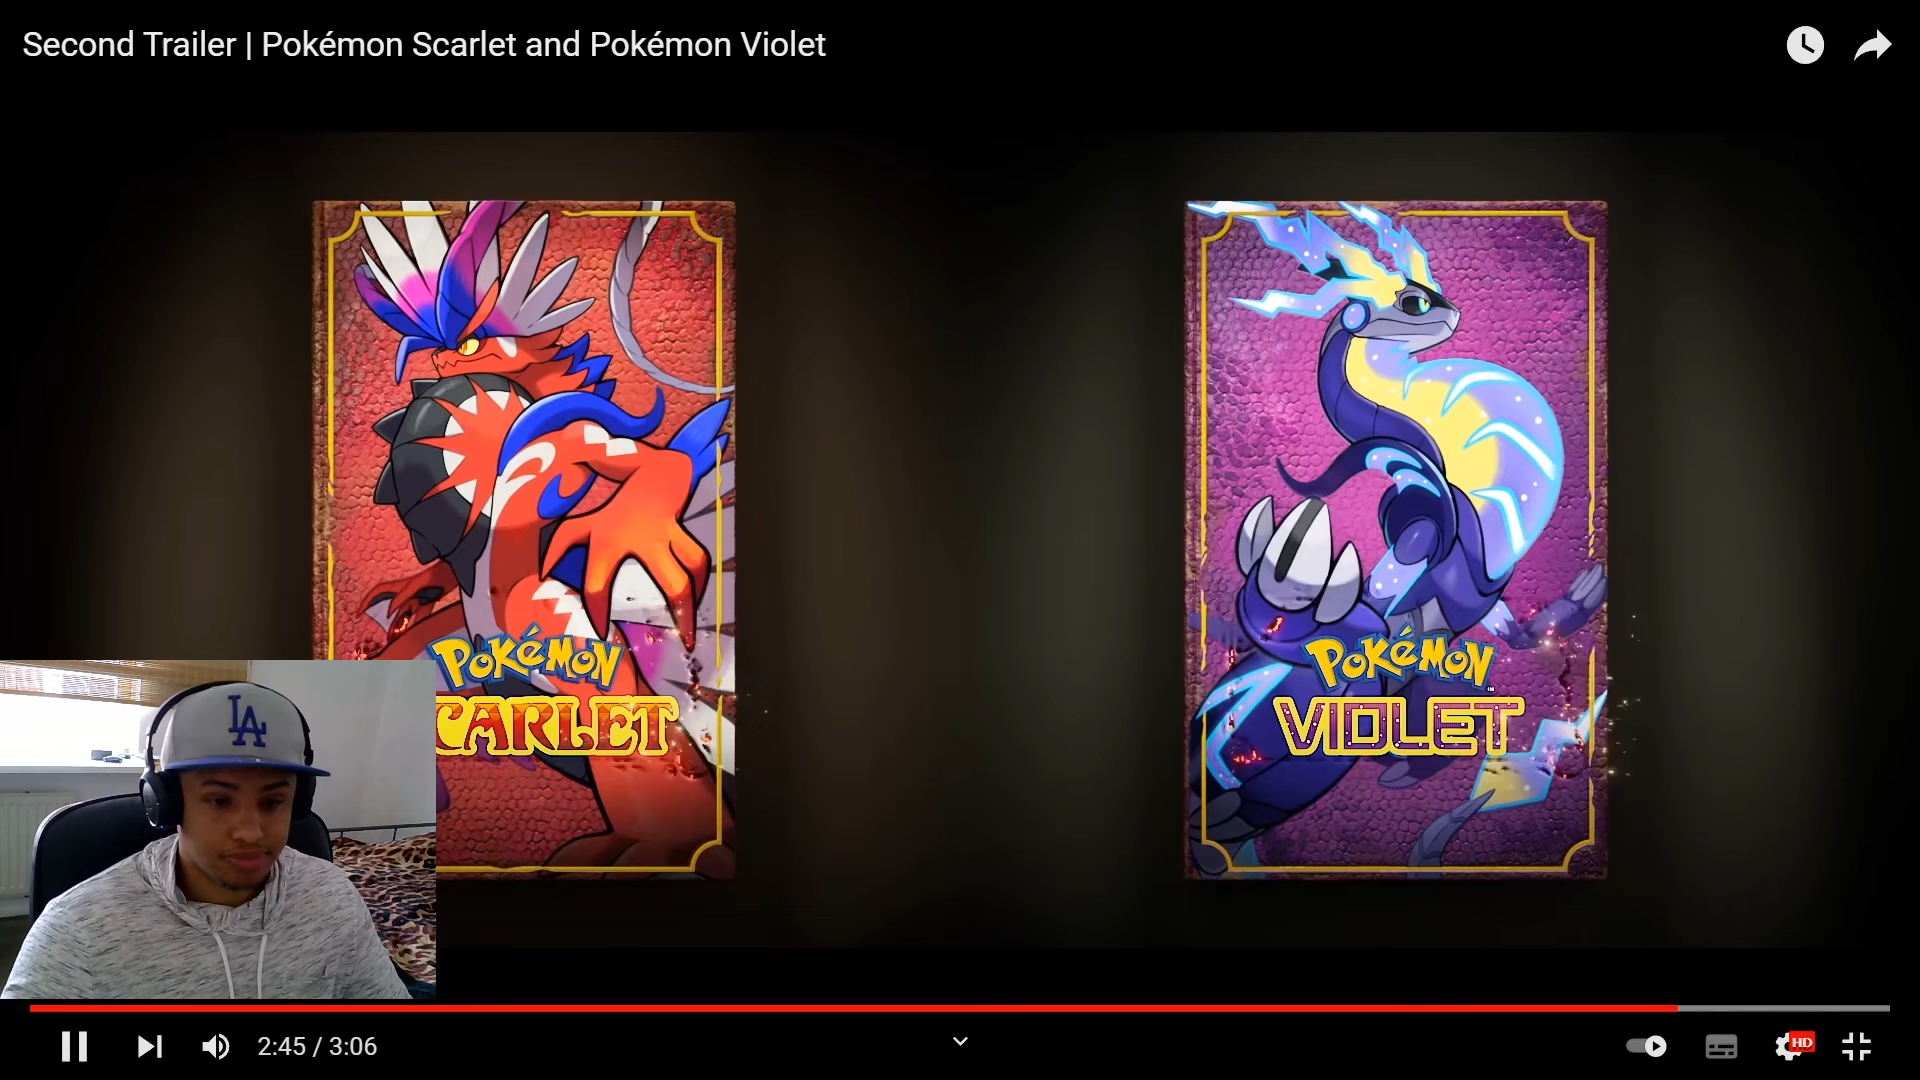 Second Trailer | Pokémon Scarlet and Pokémon Violet
POKéMON
CARLET
POKéMON
VIOLET
LA
2:45 / 3:06
HD